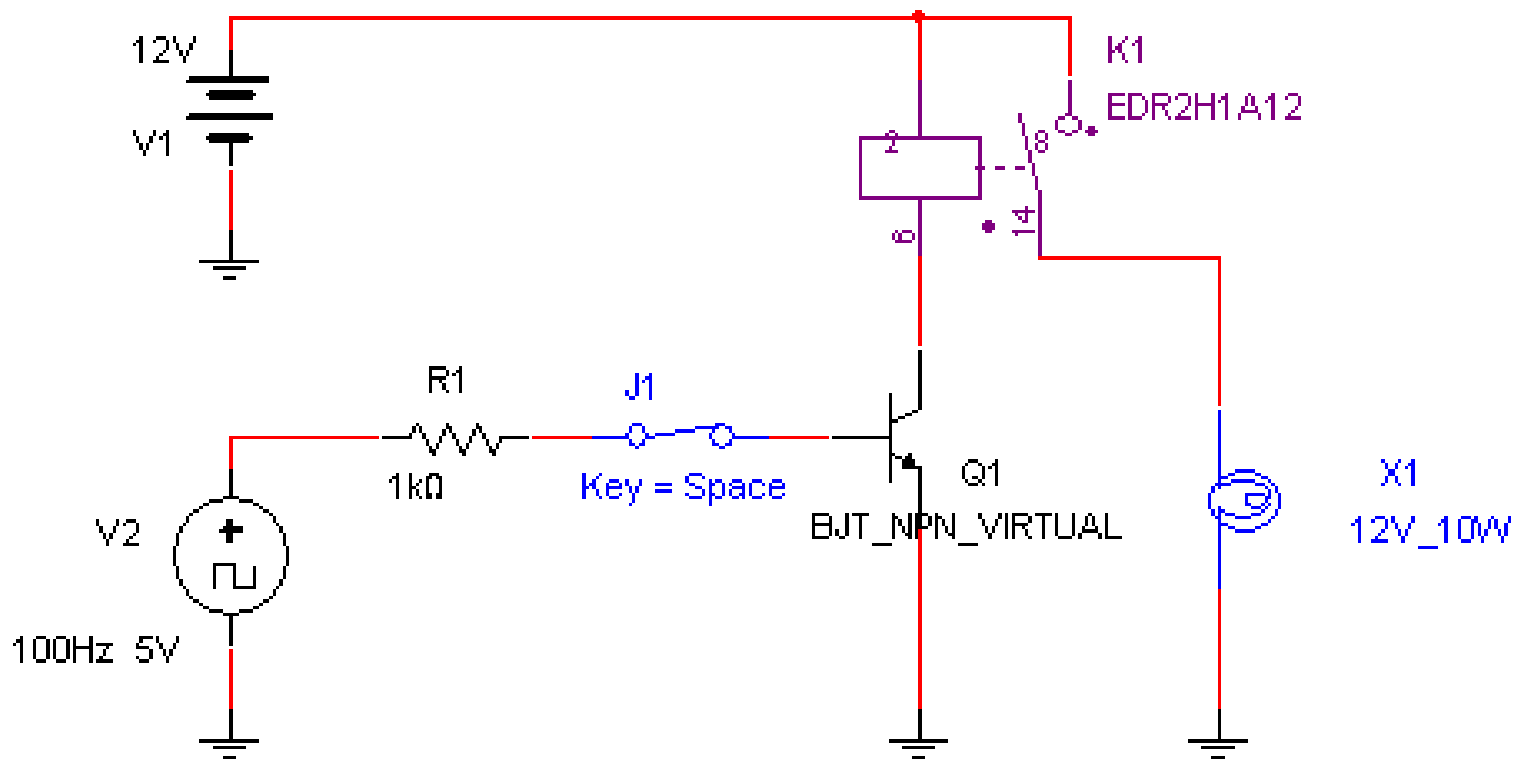 12V
V1
K1
EDR2H1A12
2
8
14
6
R1
1kΩ
J1
Key = Space
Q1
BJT_NPN_VIRTUAL
X1
12V_10W
V2
100Hz 5V